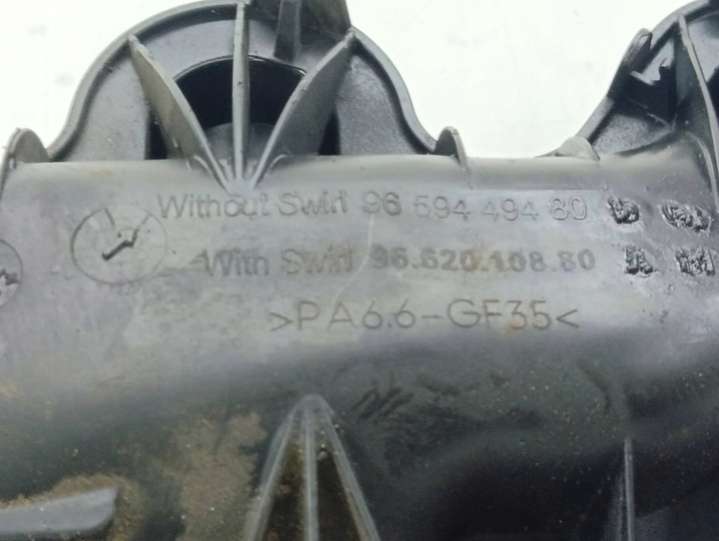 Without Swirl 96 594 494 80
With Swirl 96.620.108.80
>PA6.6-GF35<